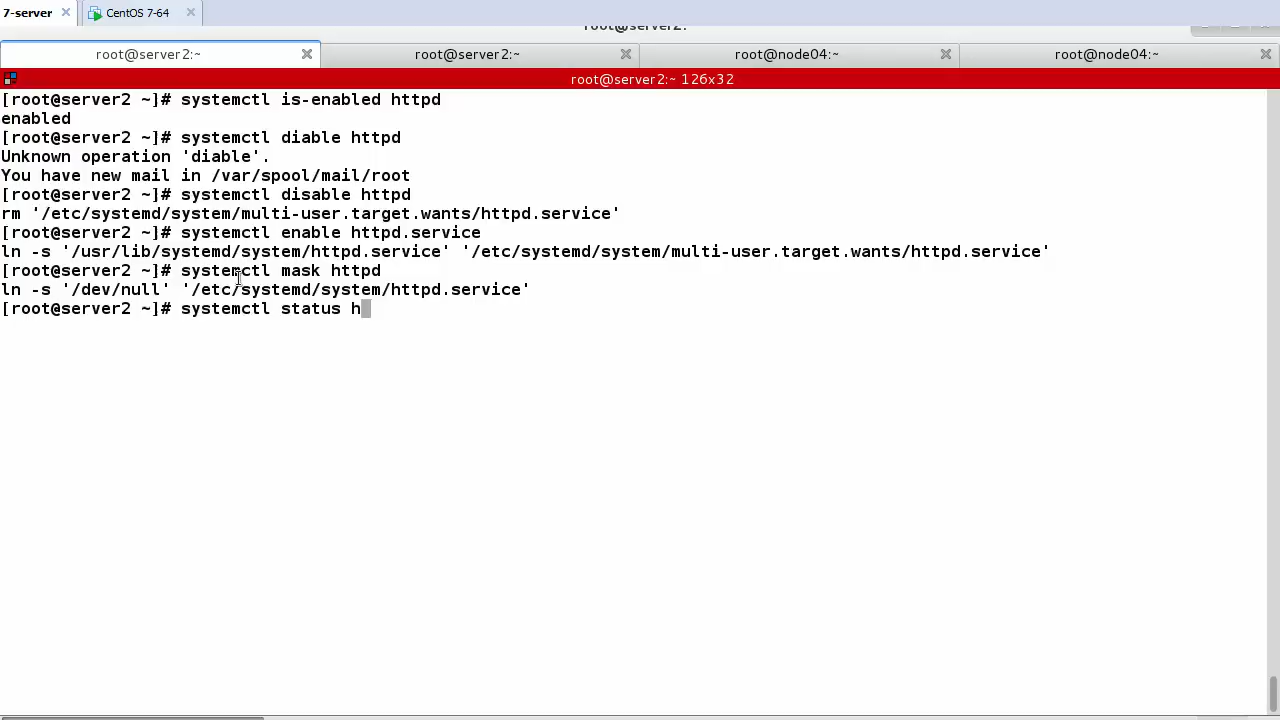 7-server CentOS 7-64
root@server2:~
root@server2:~ root@server2:~ root@node04:~ root@node04:~
root@server2:~ 126x32
[root@server2 ~]# systemctl is-enabled httpd
enabled
[root@server2 ~]# systemctl diable httpd
Unknown operation 'diable'.
You have new mail in /var/spool/mail/root
[root@server2 ~]# systemctl disable httpd
rm '/etc/systemd/system/multi-user.target.wants/httpd.service'
[root@server2 ~]# systemctl enable httpd.service
ln -s '/usr/lib/systemd/system/httpd.service' '/etc/systemd/system/multi-user.target.wants/httpd.service'
[root@server2 ~]# systemctl mask httpd
ln -s '/dev/null' '/etc/systemd/system/httpd.service'
[root@server2 ~]# systemctl status h